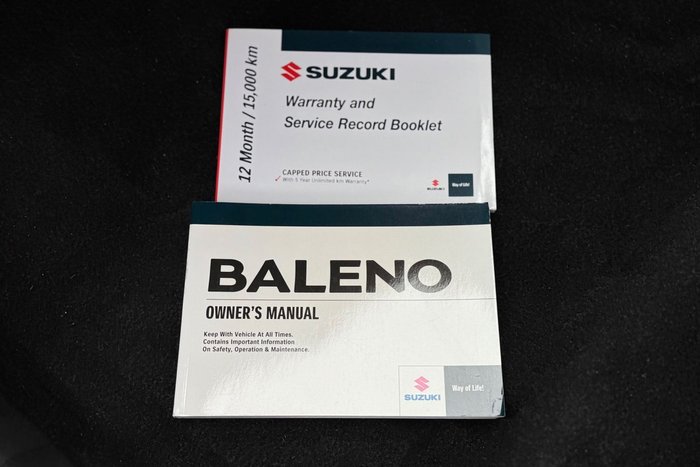 12 Month / 15,000 km
SUZUKI
Warranty and
Service Record Booklet
CAPPED PRICE SERVICE
With 5 Year Unlimited km Warranty*
SUZUKI
Way of Life!
BALENO
OWNER'S MANUAL
Keep With Vehicle At All Times.
Contains Important Information
On Safety, Operation & Maintenance.
SUZUKI
Way of Life!